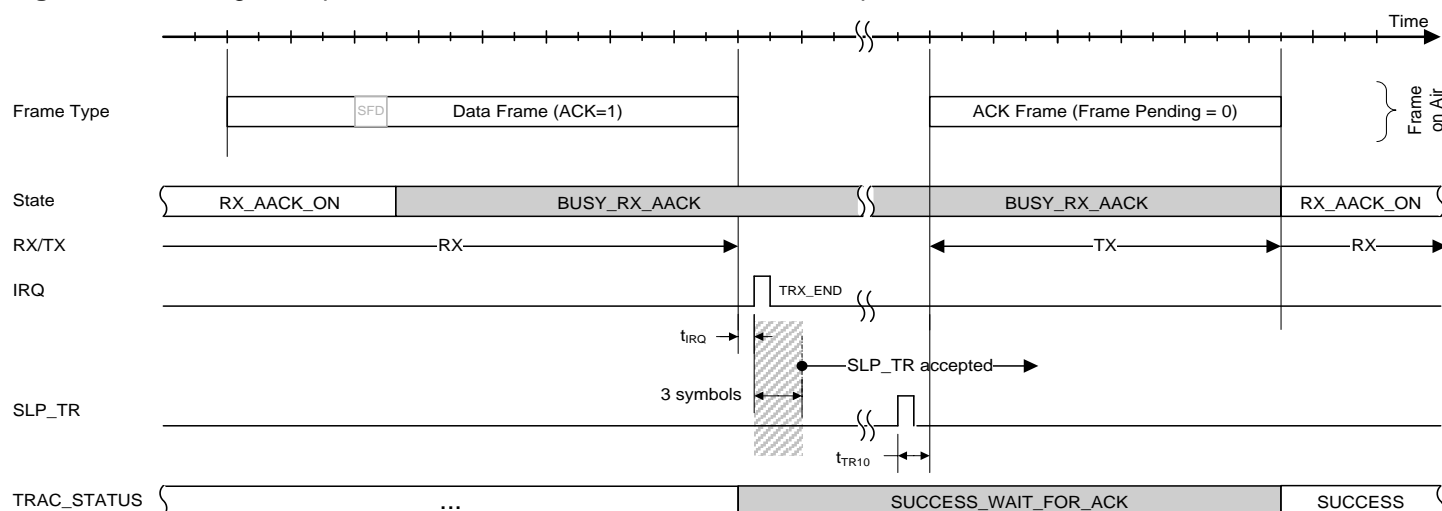 Time
Frame Type
SFD
Data Frame (ACK=1)
ACK Frame (Frame Pending = 0)
Frame
on Air
State
RX_AACK_ON
BUSY_RX_AACK
BUSY_RX_AACK
RX_AACK_ON
RX/TX
RX
TX
RX
IRQ
TRX_END
tIRQ
SLP_TR accepted
3 symbols
SLP_TR
tTR10
TRAC_STATUS
...
SUCCESS_WAIT_FOR_ACK
SUCCESS